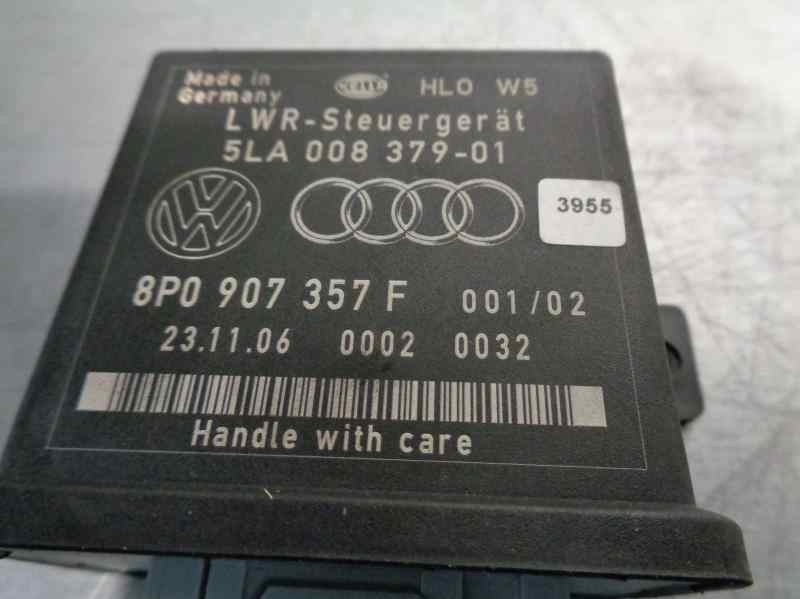 Made in
Germany
HELLA
HLO W5
LWR-Steuergerät
5LA 008 379-01
3955
8P0 907 357 F 001/02
23.11.06 0002 0032
Handle with care